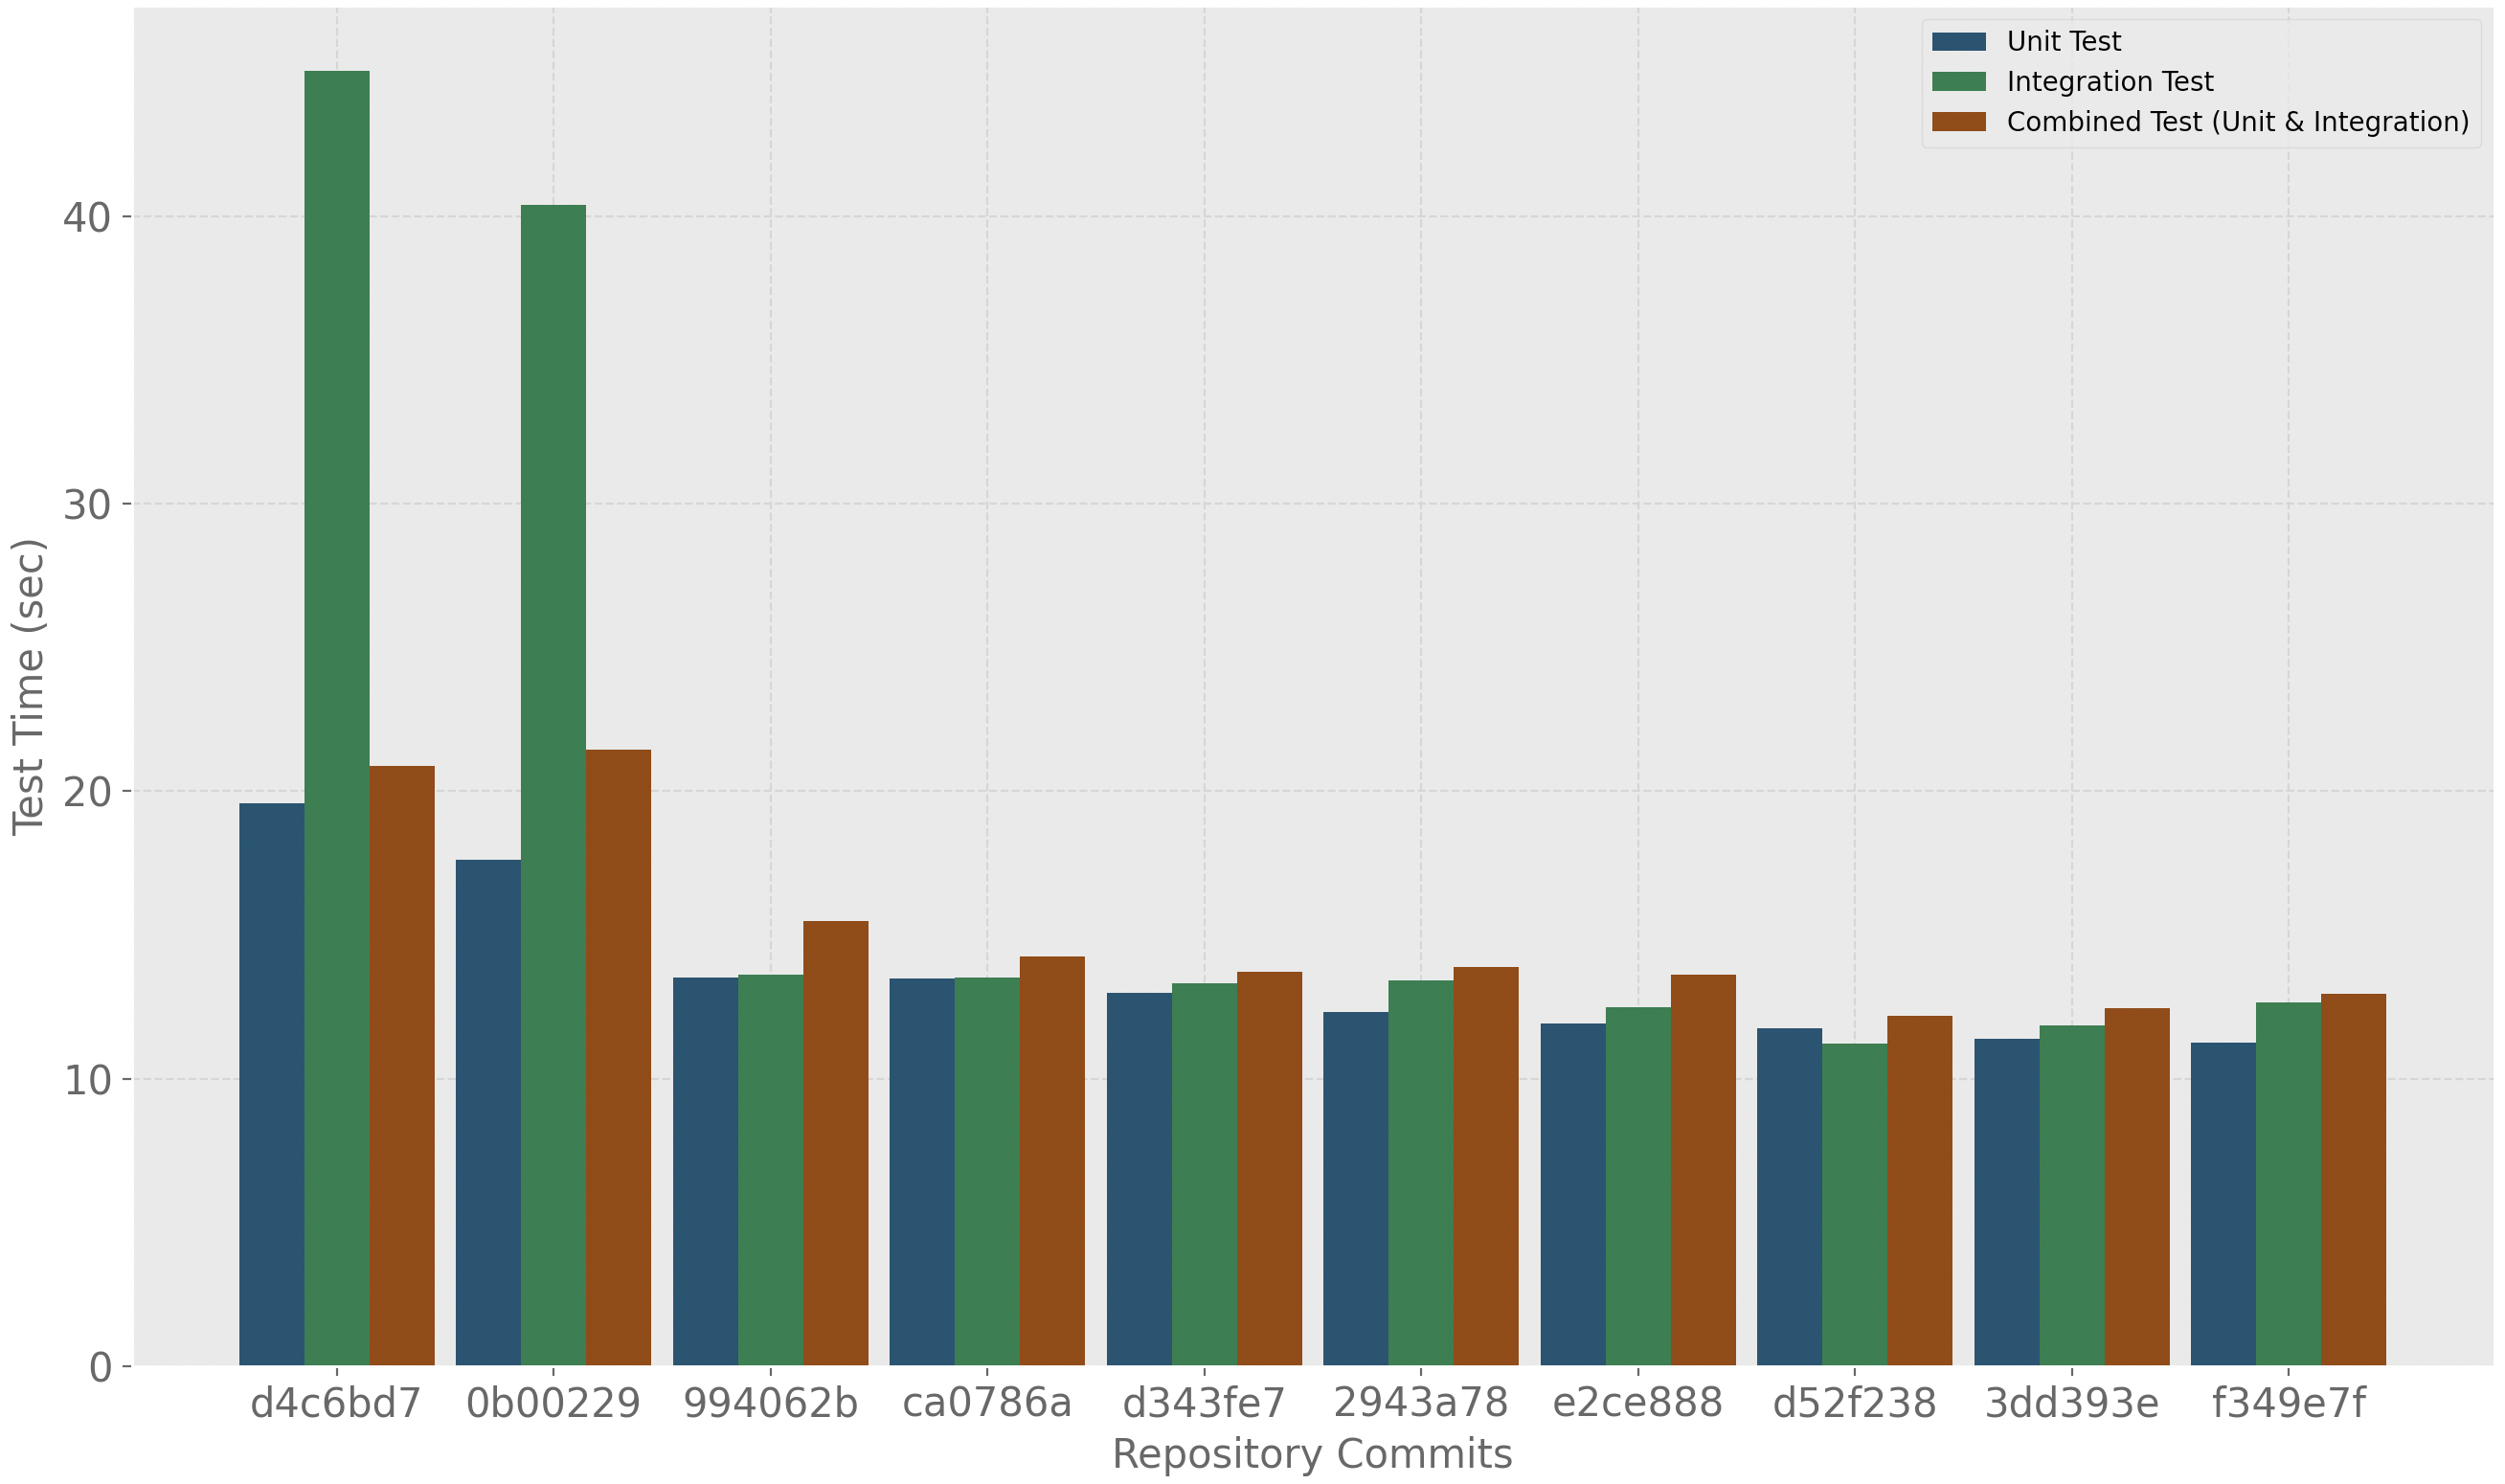 Unit Test
Integration Test
Combined Test (Unit & Integration)
Test Time (sec)
40
30
20
10
0
d4c6bd7 0b00229 994062b ca0786a d343fe7 2943a78 e2ce888 d52f238 3dd393e f349e7f
Repository Commits